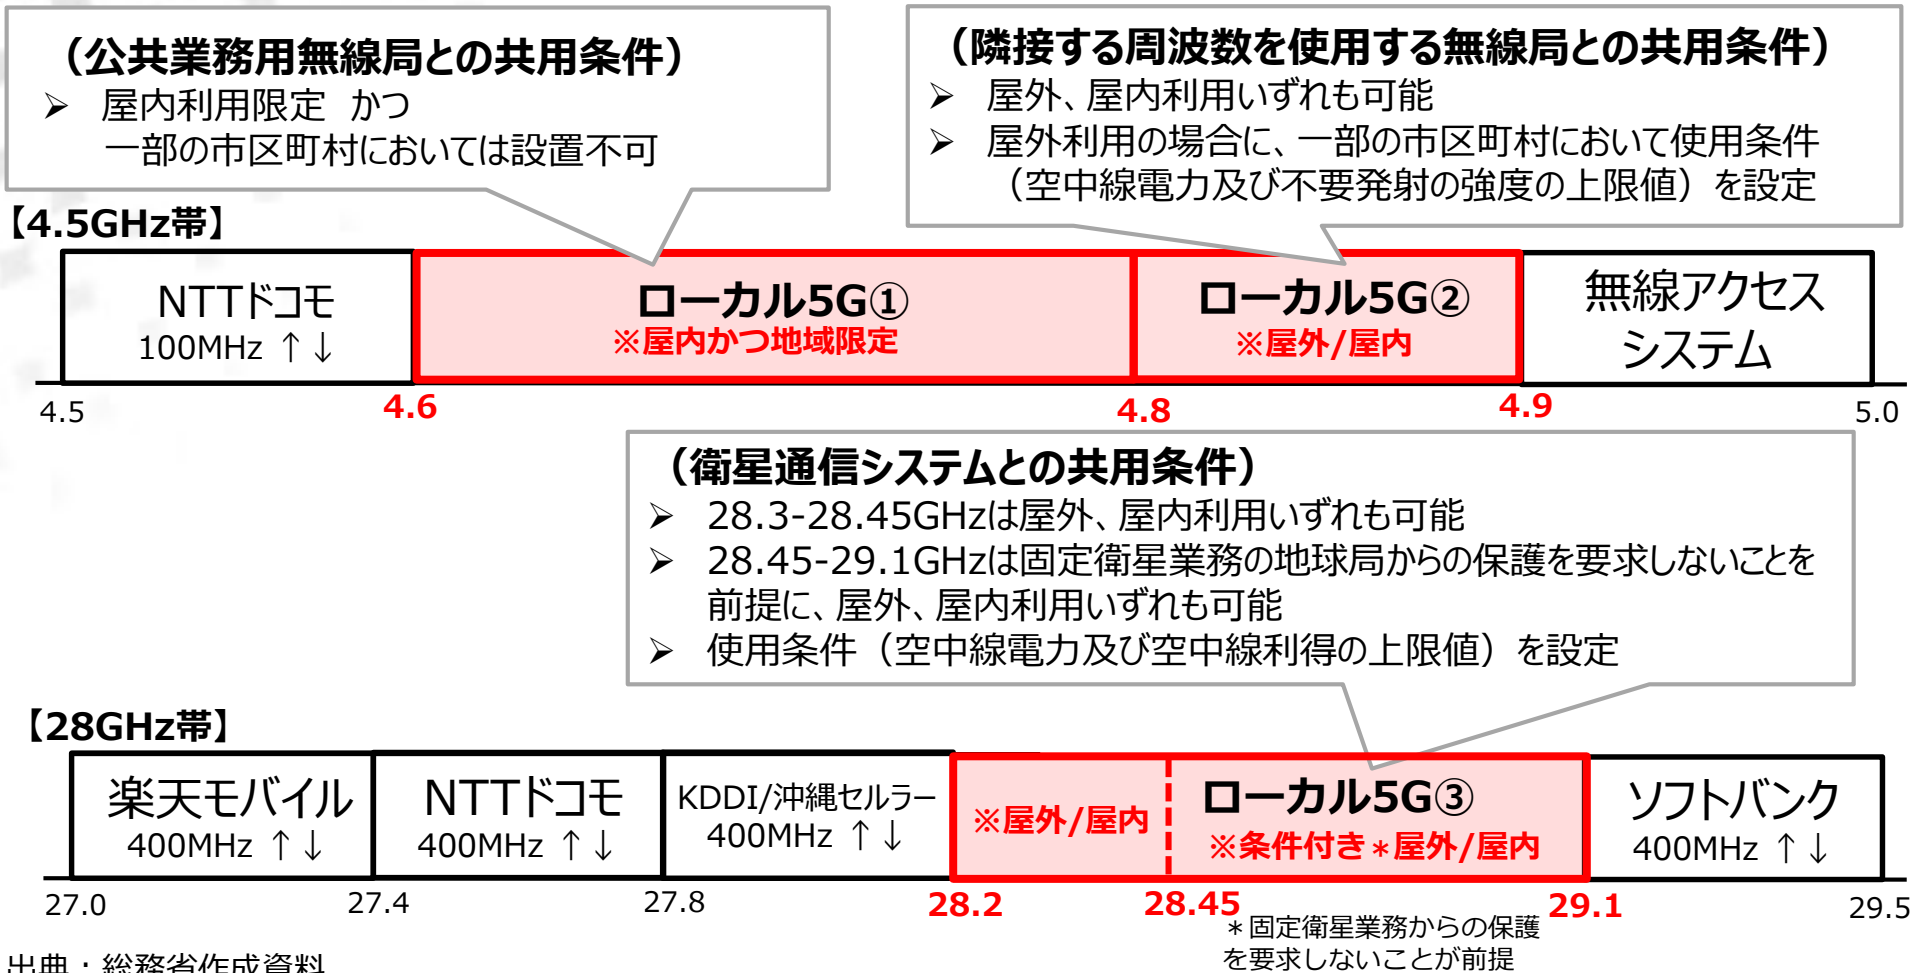 （公共業務用無線局との共用条件）
➢ 屋内利用限定 かつ
一部の市区町村においては設置不可
（隣接する周波数を使用する無線局との共用条件）
➢ 屋外、屋内利用いずれも可能
➢ 屋外利用の場合に、一部の市区町村において使用条件
（空中線電力及び不要発射の強度の上限値）を設定
【4.5GHz帯】
NTTドコモ
100MHz ↑↓
ローカル5G①
※屋内かつ地域限定
ローカル5G②
※屋外/屋内
無線アクセス
システム
4.5
4.6
4.8
4.9
5.0
（衛星通信システムとの共用条件）
➢ 28.3-28.45GHzは屋外、屋内利用いずれも可能
➢ 28.45-29.1GHzは固定衛星業務の地球局からの保護を要求しないことを
前提に、屋外、屋内利用いずれも可能
➢ 使用条件（空中線電力及び空中線利得の上限値）を設定
【28GHz帯】
楽天モバイル
400MHz ↑↓
NTTドコモ
400MHz ↑↓
KDDI/沖縄セルラー
400MHz ↑↓
※屋外/屋内
ローカル5G③
※条件付き＊屋外/屋内
ソフトバンク
400MHz ↑↓
27.0
27.4
27.8
28.2
28.45
29.1
29.5
＊固定衛星業務からの保護
を要求しないことが前提
出典：総務省作成資料